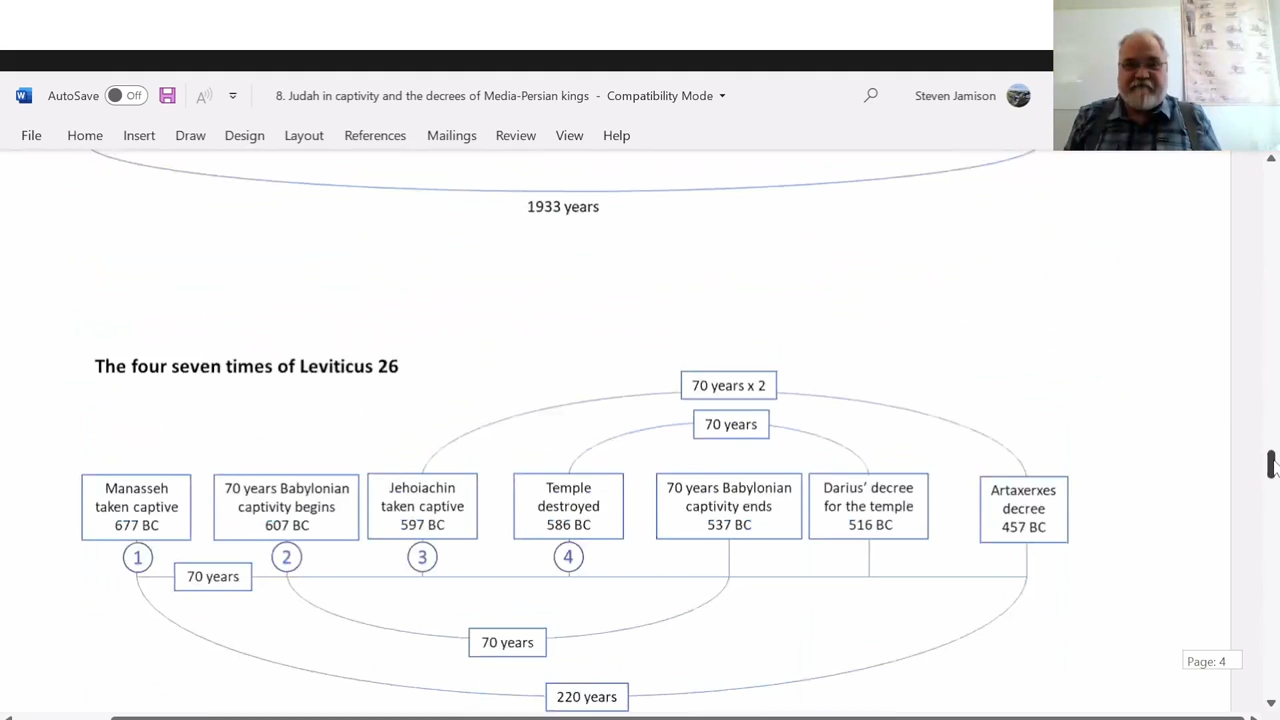 AutoSave Off 8. Judah in captivity and the decrees of Media-Persian kings - Compatibility Mode Steven Jamison
File Home Insert Draw Design Layout References Mailings Review View Help
1933 years
The four seven times of Leviticus 26
70 years x 2
70 years
Manasseh
taken captive
677 BC
70 years Babylonian
captivity begins
607 BC
Jehoiachin
taken captive
597 BC
Temple
destroyed
586 BC
70 years Babylonian
captivity ends
537 BC
Darius' decree
for the temple
516 BC
Artaxerxes
decree
457 BC
1
2
3
4
70 years
70 years
220 years
Page: 4